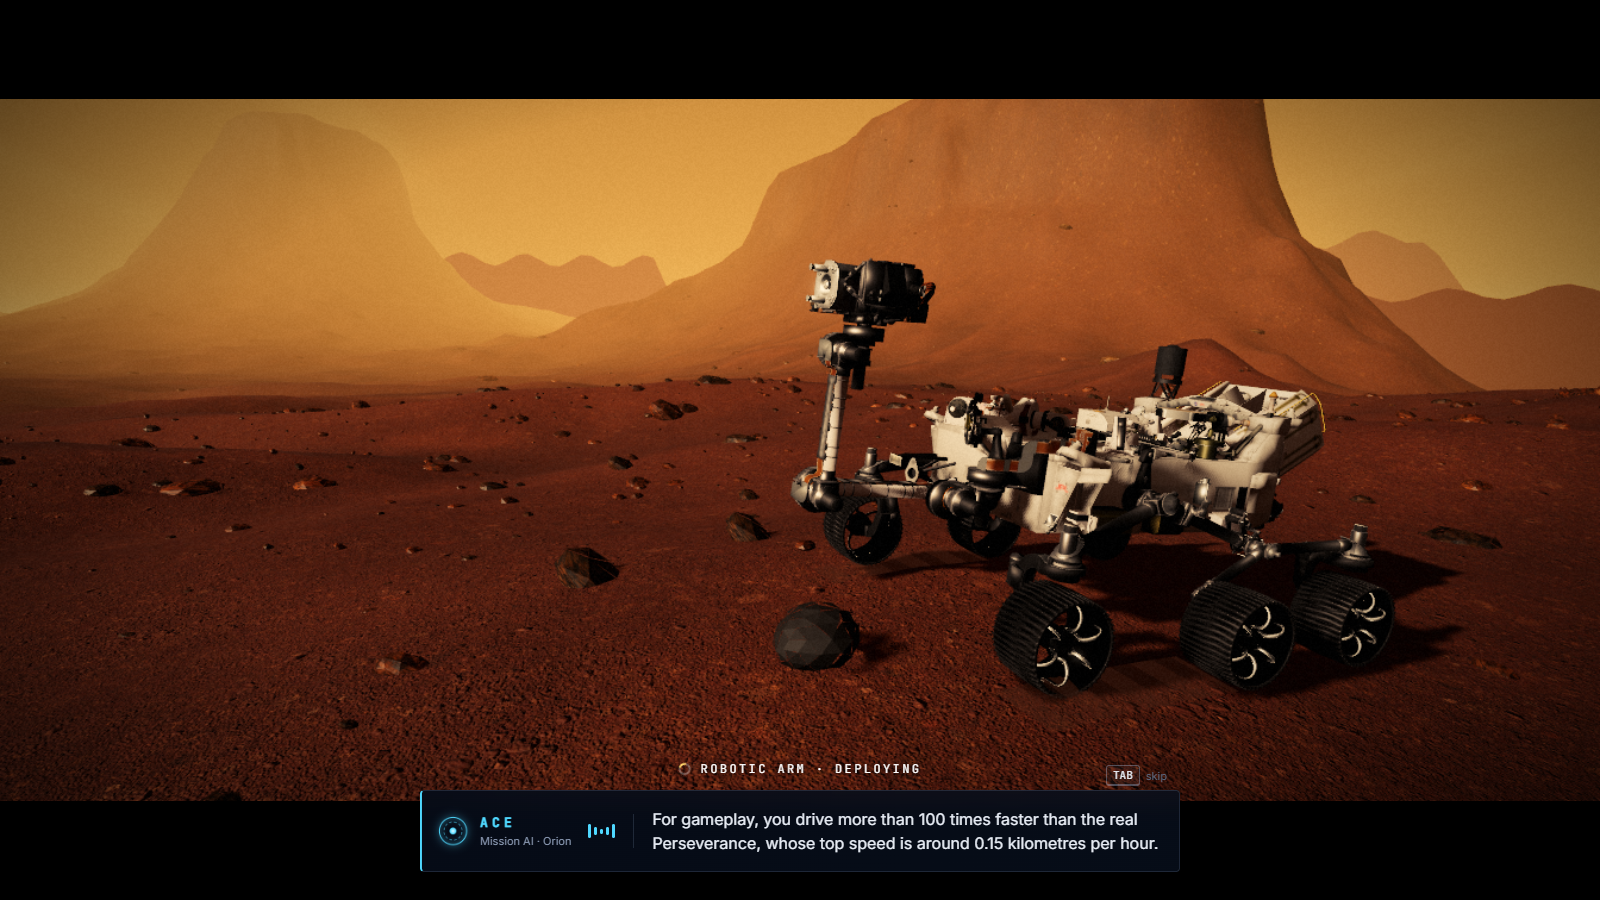 ROBOTIC ARM · DEPLOYING
TAB skip
ACE
Mission AI · Orion
For gameplay, you drive more than 100 times faster than the real
Perseverance, whose top speed is around 0.15 kilometres per hour.